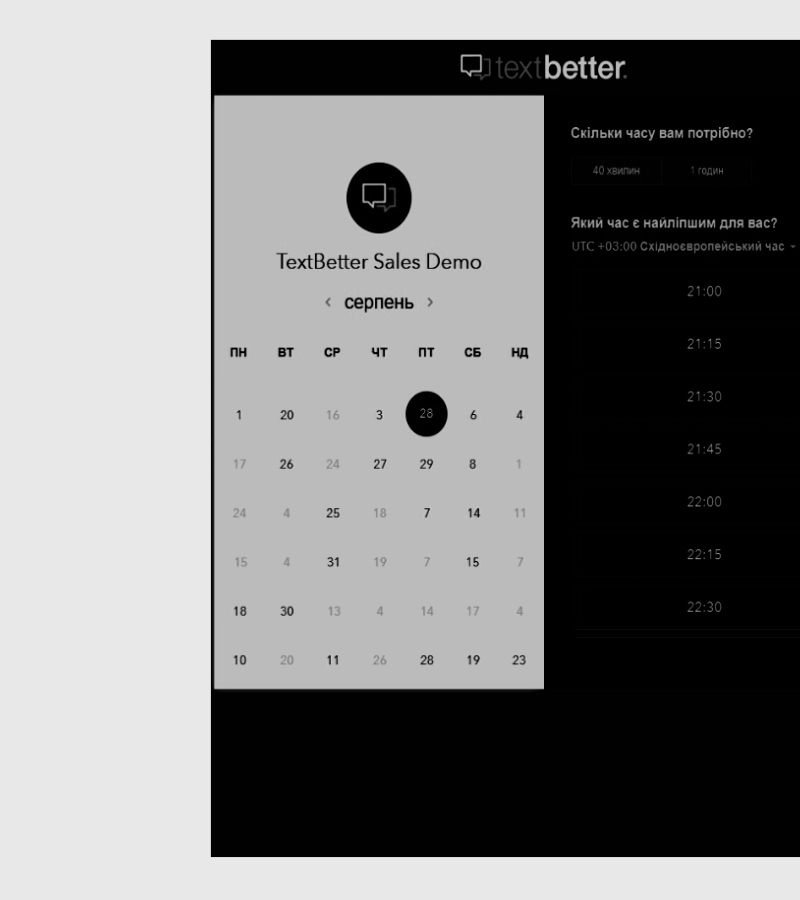 textbetter.
TextBetter Sales Demo
‹ серпень ›
ПН ВТ СР ЧТ ПТ СБ НД
1 20 16 3 28 6 4
17 26 24 27 29 8 1
24 4 25 18 7 14 11
15 4 31 19 7 15 7
18 30 13 4 14 17 4
10 20 11 26 28 19 23
Скільки часу вам потрібно?
40 хвилин 1 годин
Який час є найліпшим для вас?
UTC +03:00 Східноєвропейський час
21:00
21:15
21:30
21:45
22:00
22:15
22:30